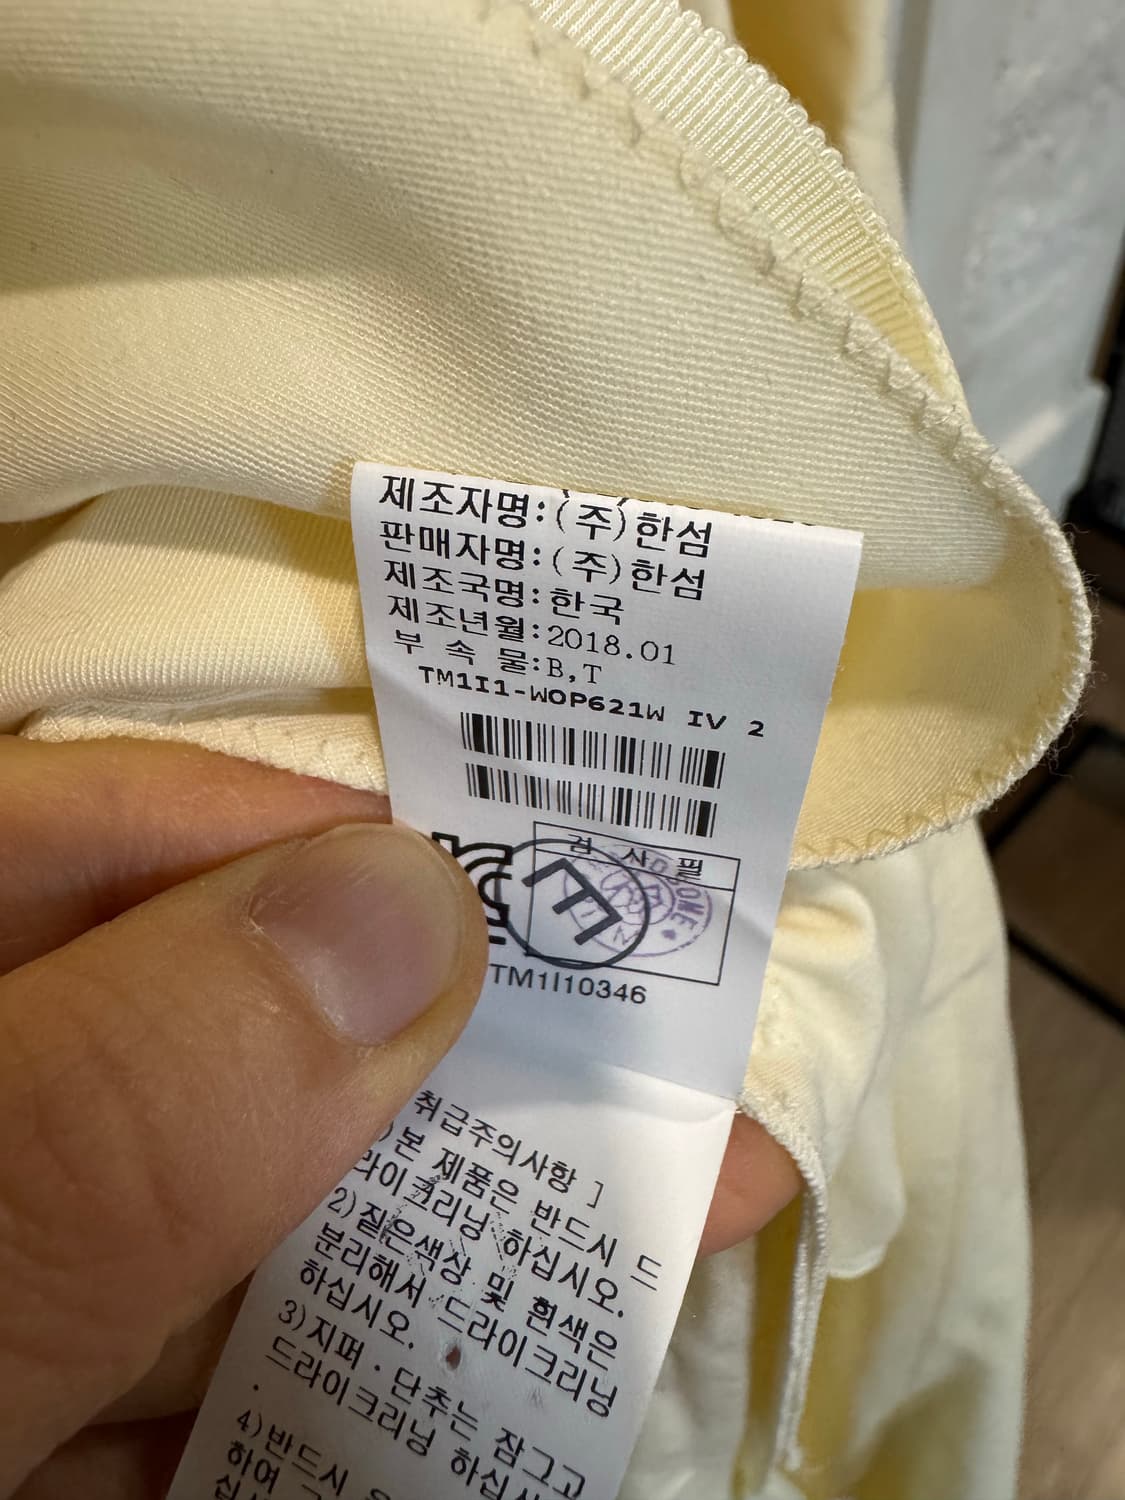 제조자명:(주)한섬
판매자명:(주)한섬
제조국명:한국
제조년월:2018.01
부 속 물:B,T
TM1I1-WOP621W IV 2
검 사 필
TM1I10346
취급주의사항 ]
)본 제품은 반드시 드
라이크리닝 하십시오.
2)짙은색상 및 흰색은
분리해서 드라이크리닝
하십시오.
3)지퍼·단추는 잠그고
드라이크리닝 하십
4)반드시
하여